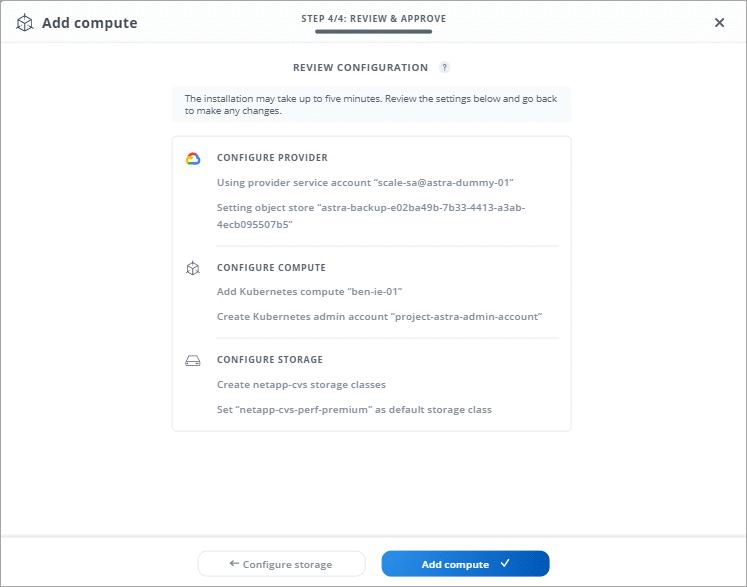 Add compute
STEP 4/4: REVIEW & APPROVE
REVIEW CONFIGURATION ?
The installation may take up to five minutes. Review the settings below and go back
to make any changes.
CONFIGURE PROVIDER
Using provider service account "scale-sa@astra-dummy-01"
Setting object store "astra-backup-e02ba49b-7b33-4413-a3ab-
4ecb095507b5"
CONFIGURE COMPUTE
Add Kubernetes compute "ben-ie-01"
Create Kubernetes admin account "project-astra-admin-account"
CONFIGURE STORAGE
Create netapp-cvs storage classes
Set "netapp-cvs-perf-premium" as default storage class
Configure storage
Add compute